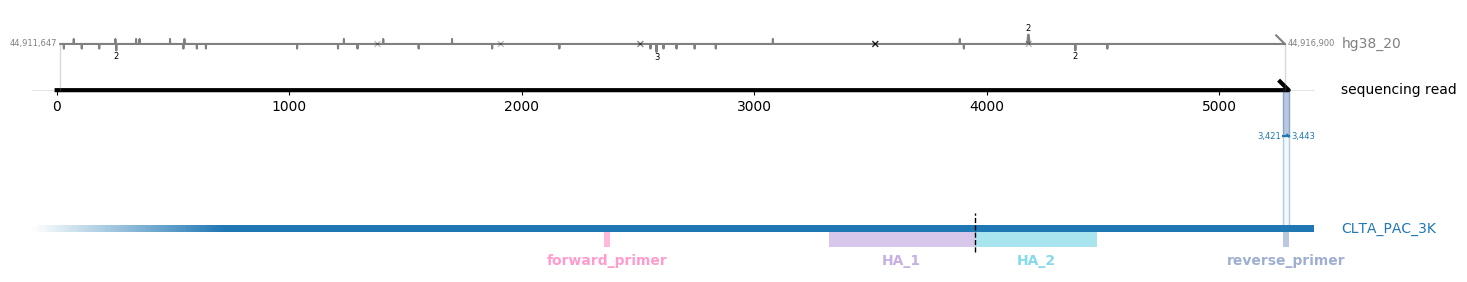 2
44,911,647
44,916,900
hg38_20
2
3
2
sequencing read
0
1000
2000
3000
4000
5000
3,421
3,443
CLTA_PAC_3K
forward_primer
HA_1
HA_2
reverse_primer